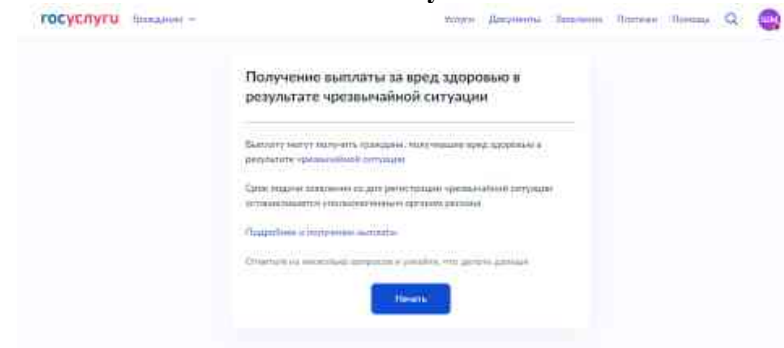 госуслуги Гражданам Услуги Документы Заявления Платежи Помощь
Получение выплаты за вред здоровью в
результате чрезвычайной ситуации
Выплату могут получить граждане, получившие вред здоровью в
результате чрезвычайной ситуации
Срок подачи заявления со дня регистрации чрезвычайной ситуации
устанавливается уполномоченным органом региона
Подробнее о получении выплаты
Ответьте на несколько вопросов и узнайте, что делать дальше
Начать